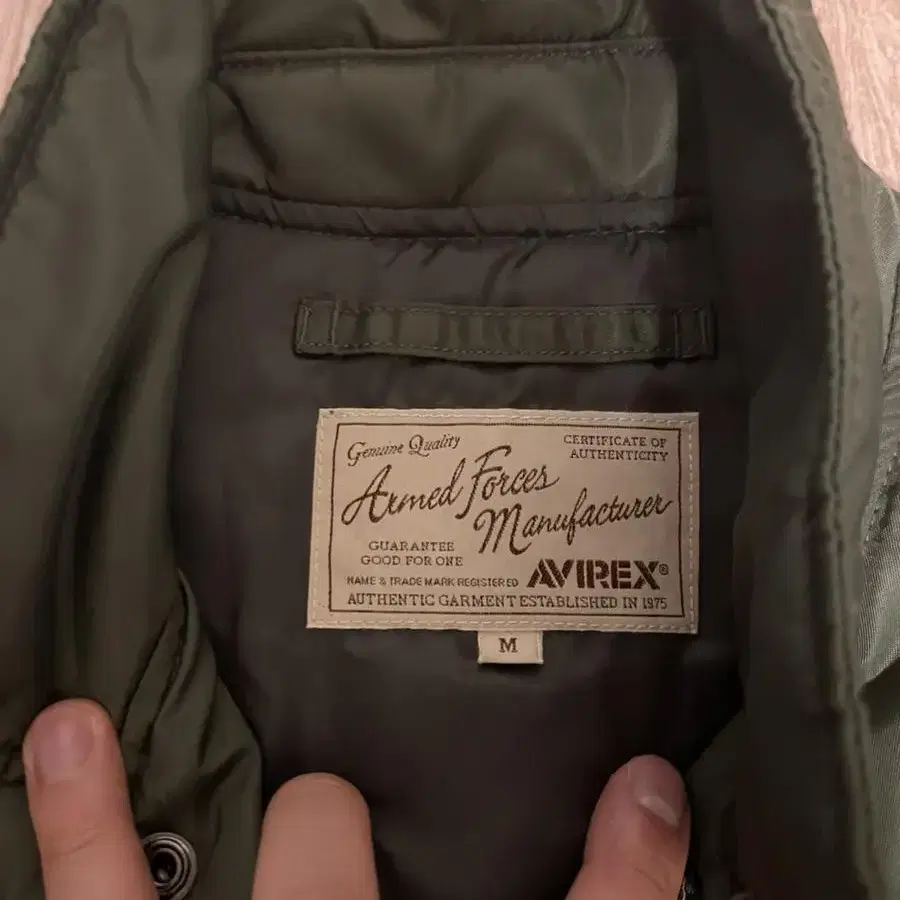 Genuine Quality
CERTIFICATE OF
AUTHENTICITY
Armed Forces
Manufacturer
GUARANTEE
GOOD FOR ONE
NAME & TRADE MARK REGISTERED
AVIREX®
AUTHENTIC GARMENT ESTABLISHED IN 1975
M